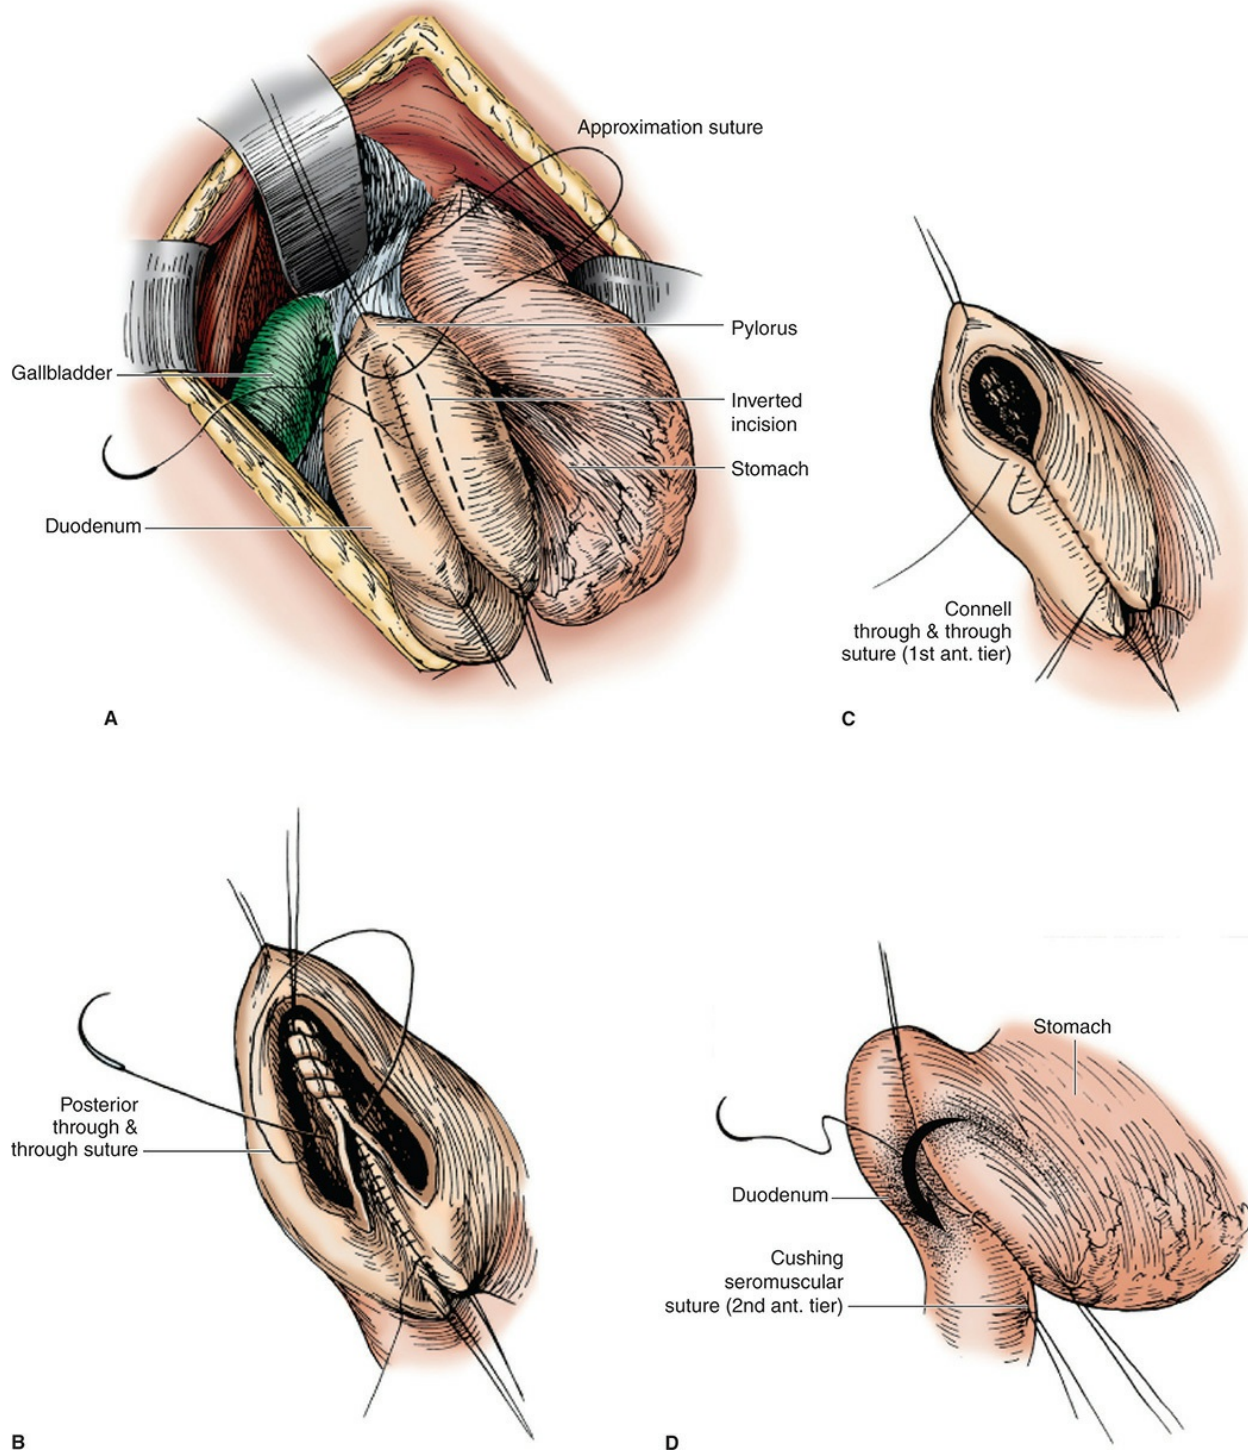 Approximation suture
Pylorus
Gallbladder
Inverted
incision
Stomach
Duodenum
A
Connell
through & through
suture (1st ant. tier)
C
Posterior
through &
through suture
B
Stomach
Duodenum
Cushing
seromuscular
suture (2nd ant. tier)
D